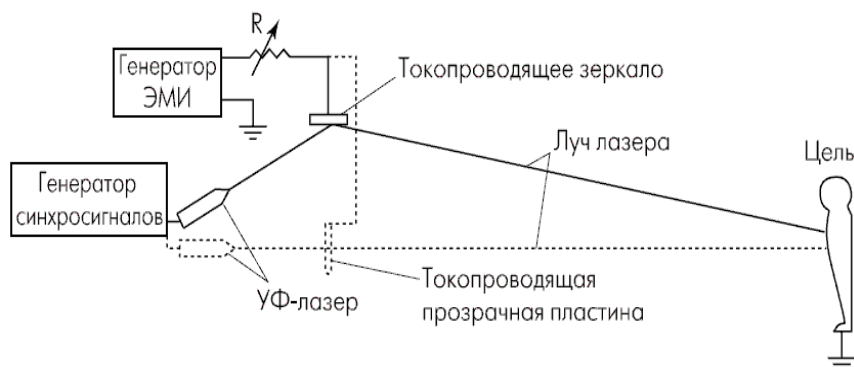 R
Генератор
ЭМИ
Токопроводящее зеркало
Луч лазера
Цель
Генератор
синхросигналов
УФ-лазер
Токопроводящая
прозрачная пластина